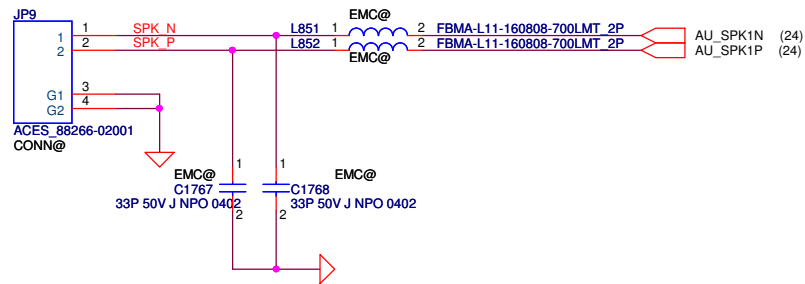 JP9
EMC@
1 SPK_N L851 1 2 FBMA-L11-160808-700LMT_2P AU_SPK1N (24)
1
2 SPK_P L852 1 2 FBMA-L11-160808-700LMT_2P AU_SPK1P (24)
2
EMC@
3
G1
4
G2
ACES_88266-02001
CONN@
1 1
EMC@ EMC@
C1767 C1768
33P 50V J NPO 0402 33P 50V J NPO 0402
2 2